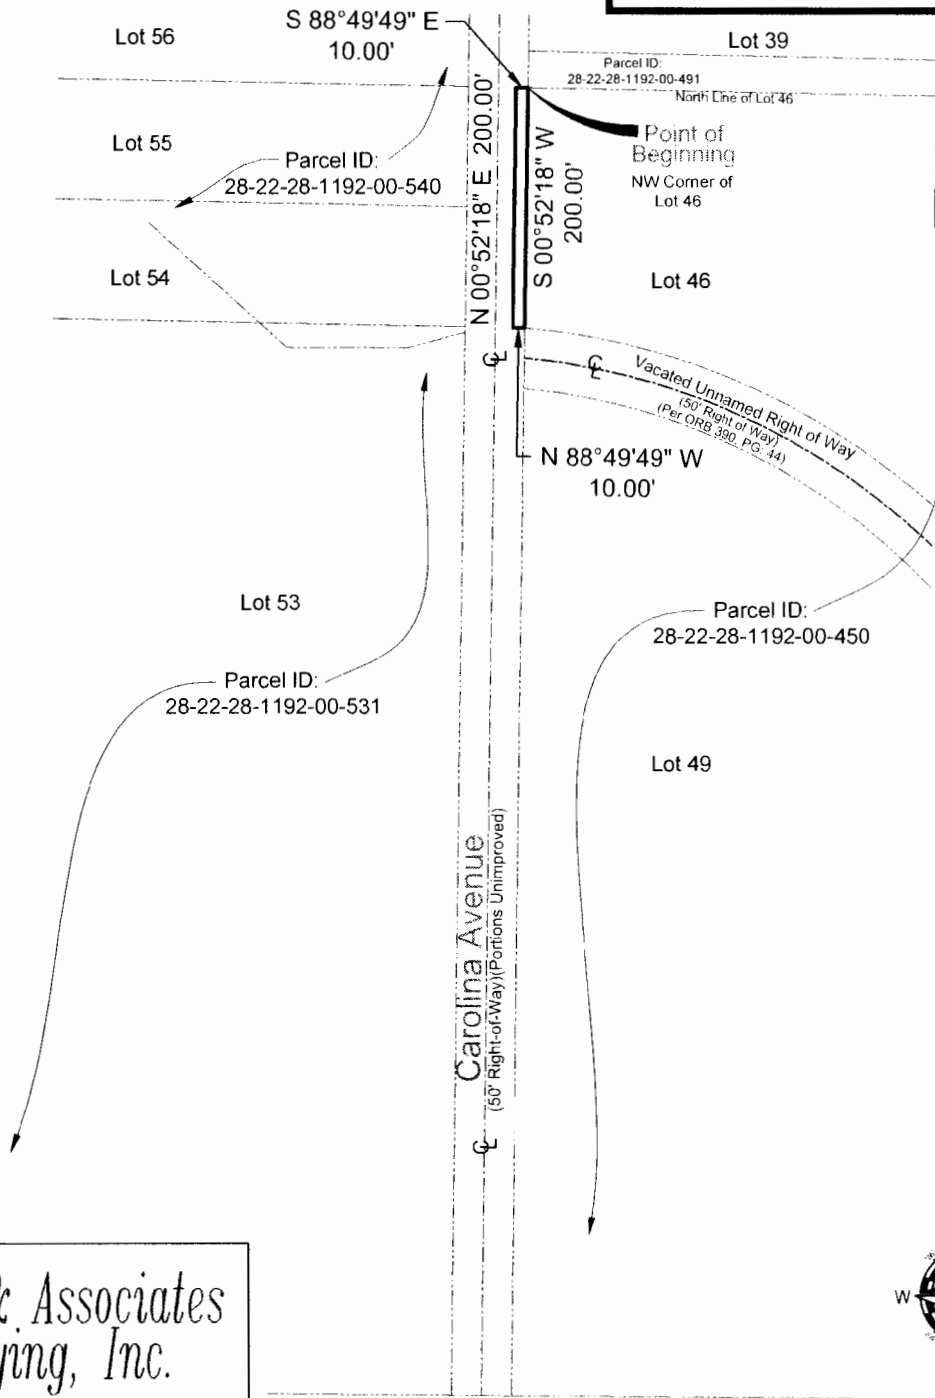 S 88°49'49" E
10.00'
Lot 56
Lot 39
Parcel ID:
28-22-28-1192-00-491
North Line of Lot 46
Lot 55
Parcel ID:
28-22-28-1192-00-540
N 00°52'18" E 200.00'
S 00°52'18" W
200.00'
Point of
Beginning
NW Corner of
Lot 46
Lot 54
Lot 46
CL
CL
Vacated Unnamed Right of Way
(50' Right of Way)
(Per ORB 390, PG. 44)
N 88°49'49" W
10.00'
Lot 53
Parcel ID:
28-22-28-1192-00-450
Parcel ID:
28-22-28-1192-00-531
Lot 49
Carolina Avenue
(50' Right-of-Way)(Portions Unimproved)
CL
W
& Associates
ying, Inc.